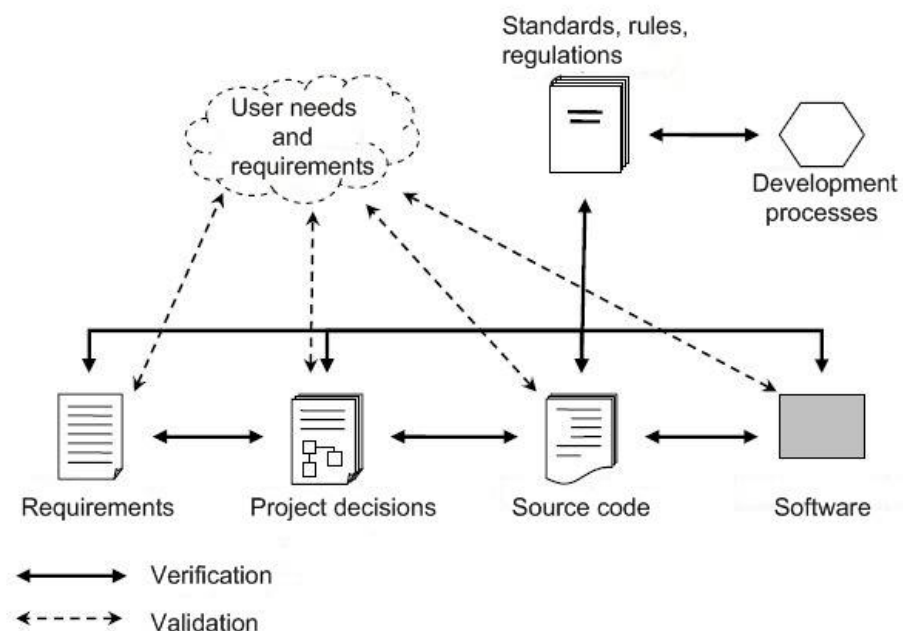 Standards, rules,
regulations
User needs
and
requirements
Development
processes
Requirements
Project decisions
Source code
Software
Verification
Validation